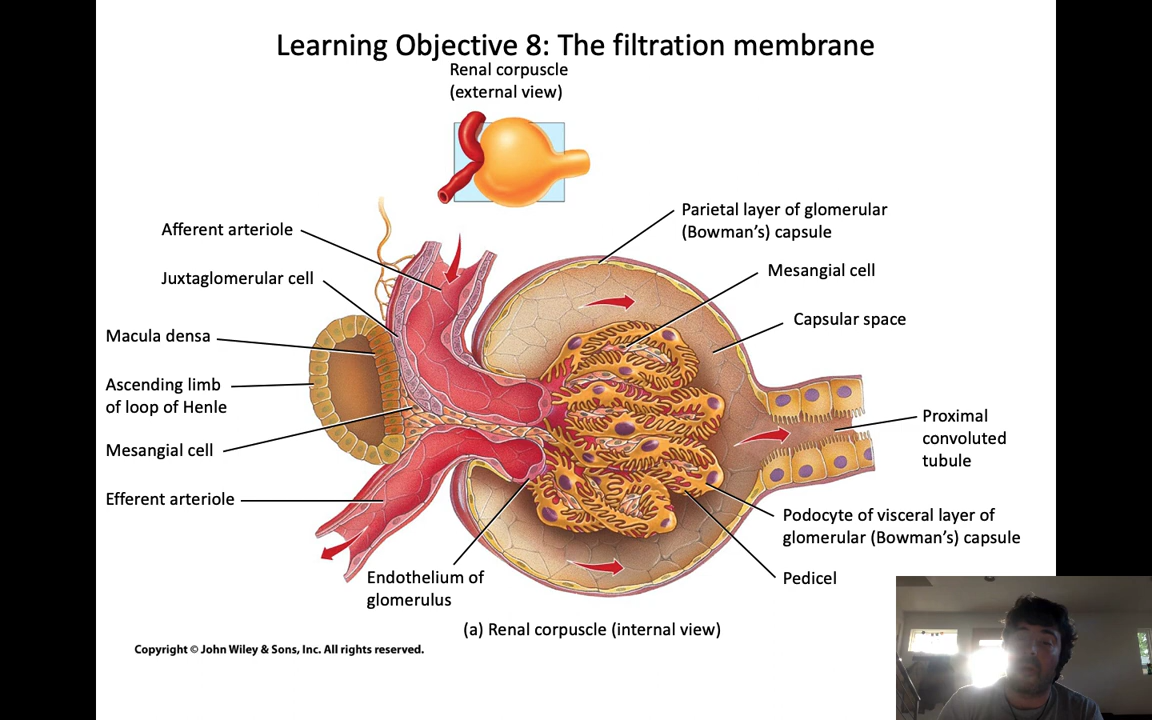 Learning Objective 8: The filtration membrane
Renal corpuscle
(external view)
Parietal layer of glomerular
(Bowman's) capsule
Afferent arteriole
Mesangial cell
Juxtaglomerular cell
Capsular space
Macula densa
Ascending limb
of loop of Henle
Proximal
convoluted
tubule
Mesangial cell
Efferent arteriole
Podocyte of visceral layer of
glomerular (Bowman's) capsule
Endothelium of
glomerulus
Pedicel
(a) Renal corpuscle (internal view)
Copyright © John Wiley & Sons, Inc. All rights reserved.